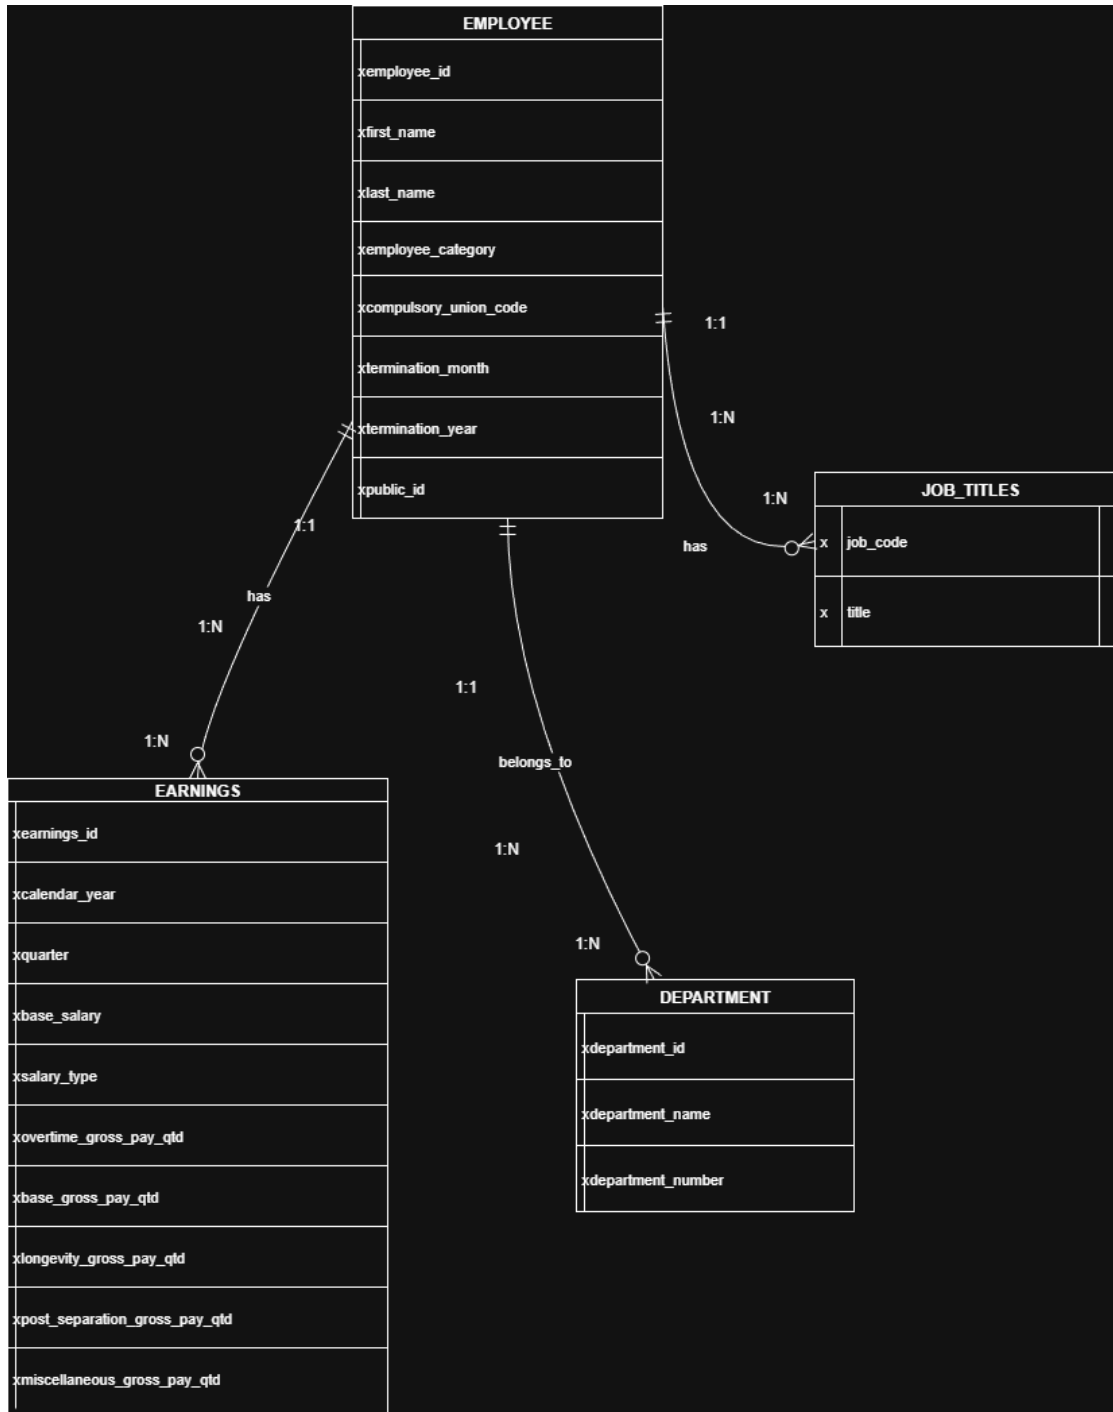 EMPLOYEE
xemployee_id
xfirst_name
xlast_name
xemployee_category
xcompulsory_union_code
xtermination_month
xtermination_year
xpublic_id
1:1
1:N
1:N
has
JOB_TITLES
x job_code
x title
1:1
has
1:N
1:N
1:1
belongs_to
1:N
1:N
EARNINGS
xearnings_id
xcalendar_year
xquarter
xbase_salary
xsalary_type
xovertime_gross_pay_qtd
xbase_gross_pay_qtd
xlongevity_gross_pay_qtd
xpost_separation_gross_pay_qtd
xmiscellaneous_gross_pay_qtd
DEPARTMENT
xdepartment_id
xdepartment_name
xdepartment_number